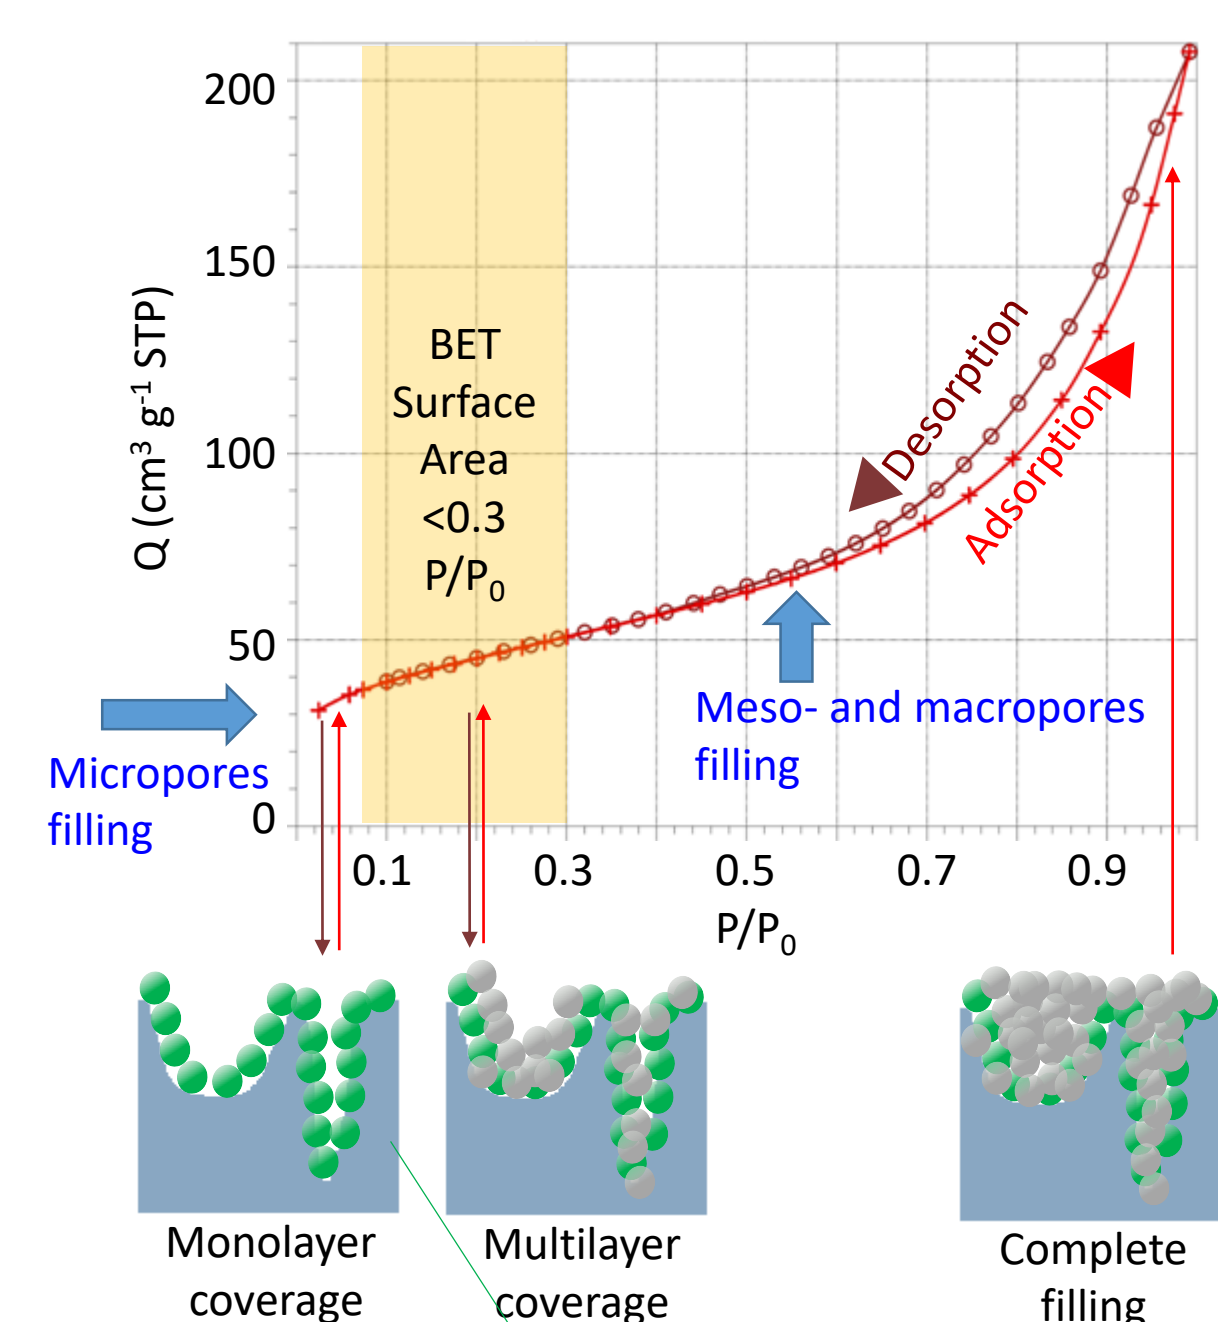 200
150
100
50
0
Q (cm³ g⁻¹ STP)
BET
Surface
Area
<0.3
P/P₀
Desorption
Adsorption
Micropores
filling
Meso- and macropores
filling
0.1 0.3 0.5 0.7 0.9
P/P₀
Monolayer
coverage
Multilayer
coverage
Complete
filling